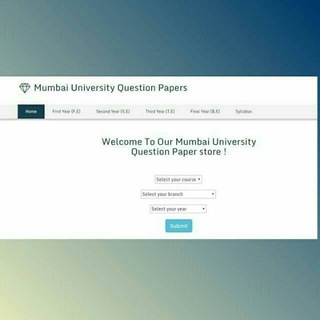 Mumbai University Question Papers
Home First Year (F.E) Second Year (S.E) Third Year (T.E) Final Year (B.E) Syllabus
Welcome To Our Mumbai University
Question Paper store !
Select your course
Select your branch
Select your year
Submit